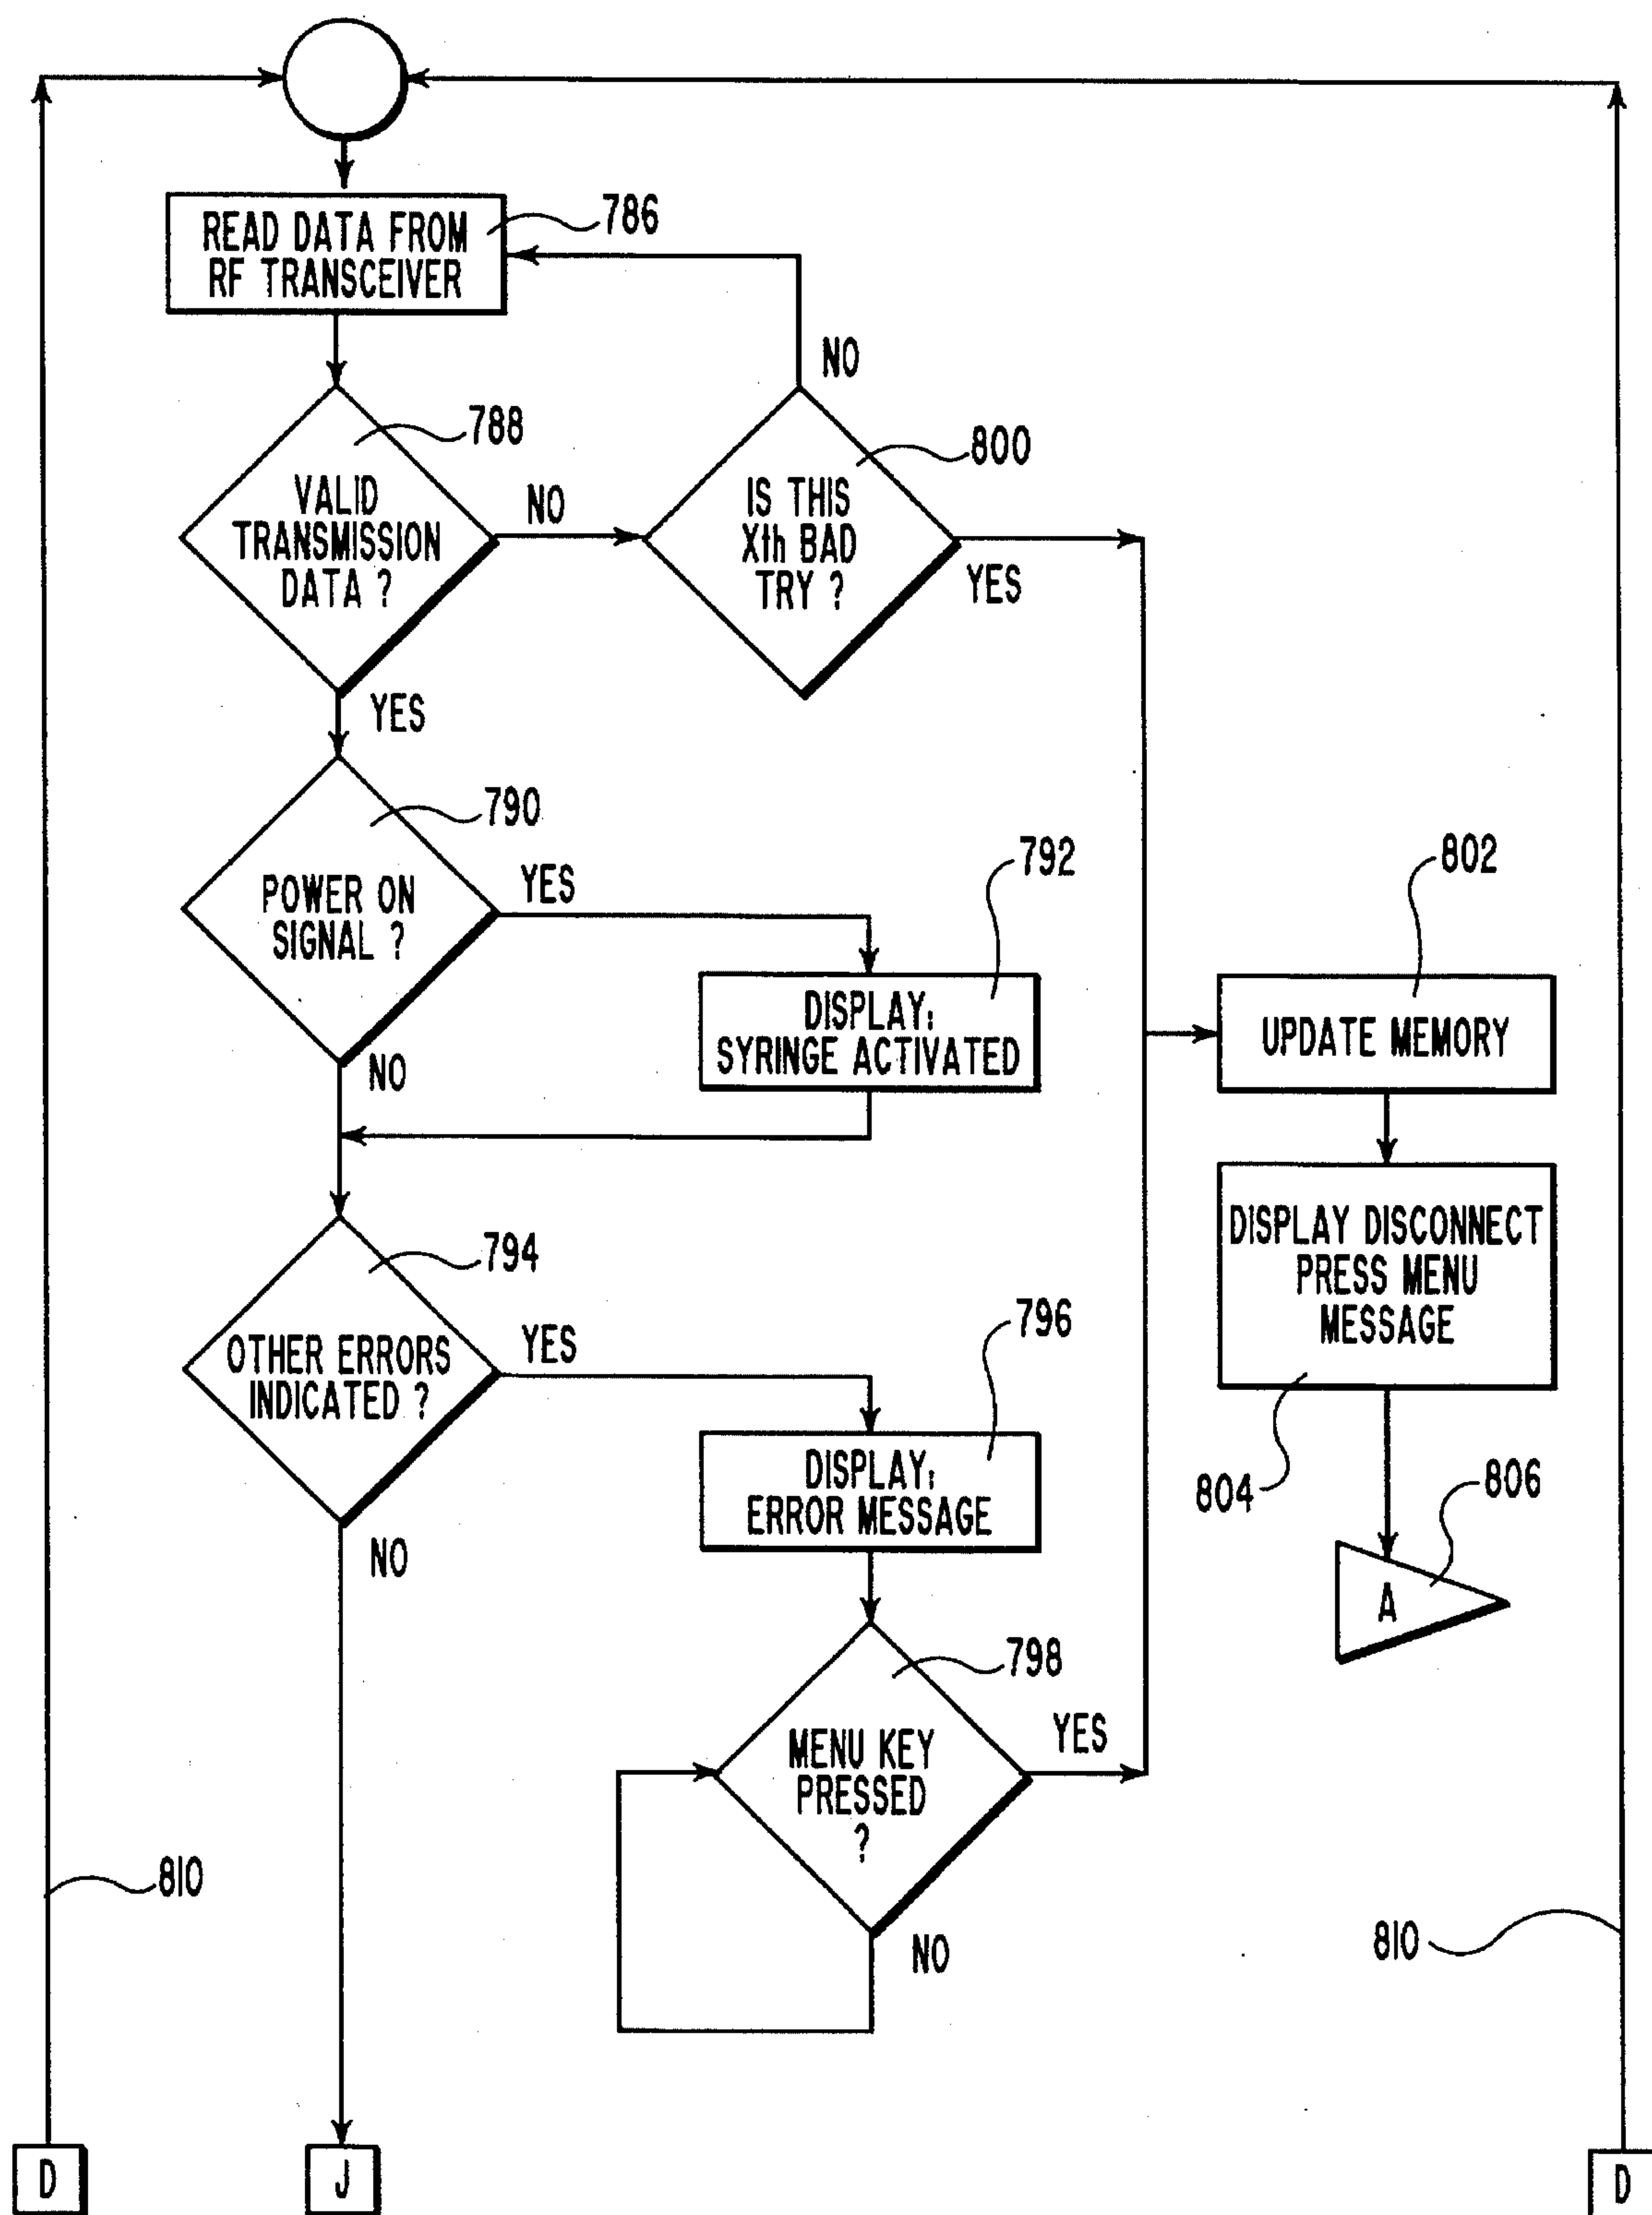 READ DATA FROM
RF TRANSCEIVER
786
NO
788
VALID
TRANSMISSION
DATA ?
NO
800
IS THIS
Xth BAD
TRY ?
YES
YES
790
POWER ON
SIGNAL ?
YES
NO
792
DISPLAY:
SYRINGE ACTIVATED
802
UPDATE MEMORY
DISPLAY DISCONNECT
PRESS MENU
MESSAGE
804
806
A
794
OTHER ERRORS
INDICATED ?
YES
NO
796
DISPLAY:
ERROR MESSAGE
798
MENU KEY
PRESSED
?
YES
NO
810
810
D
J
D